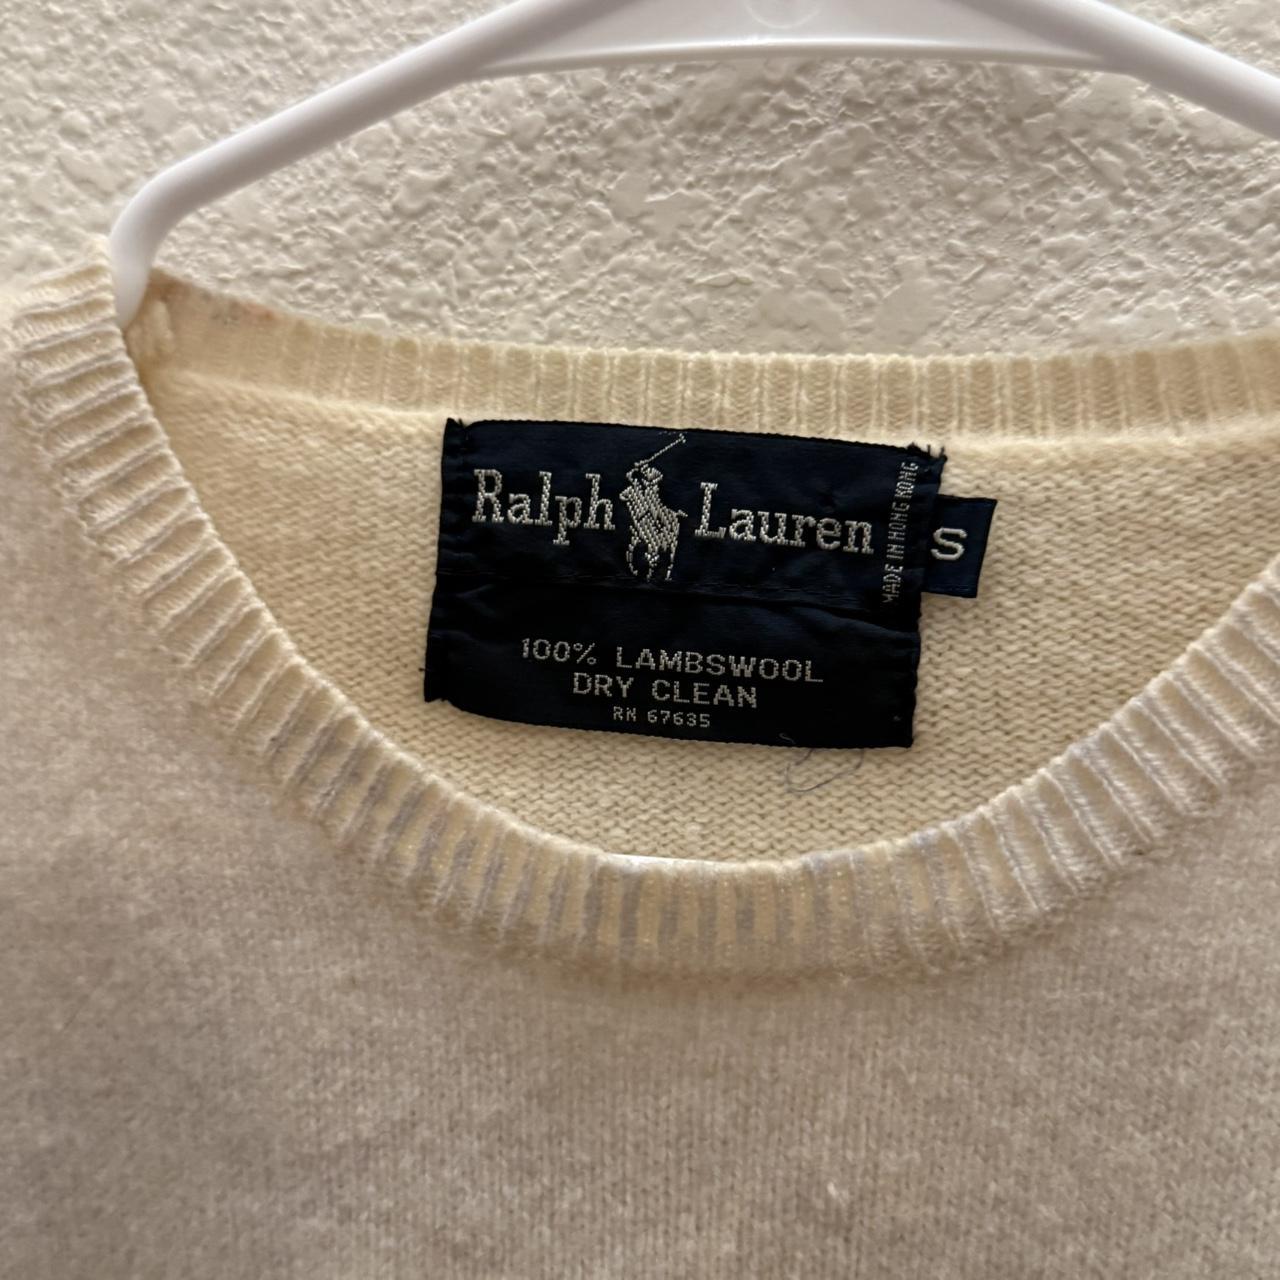 Ralph Lauren
MADE IN HONG KONG
S
100% LAMBSWOOL
DRY CLEAN
RN 67635